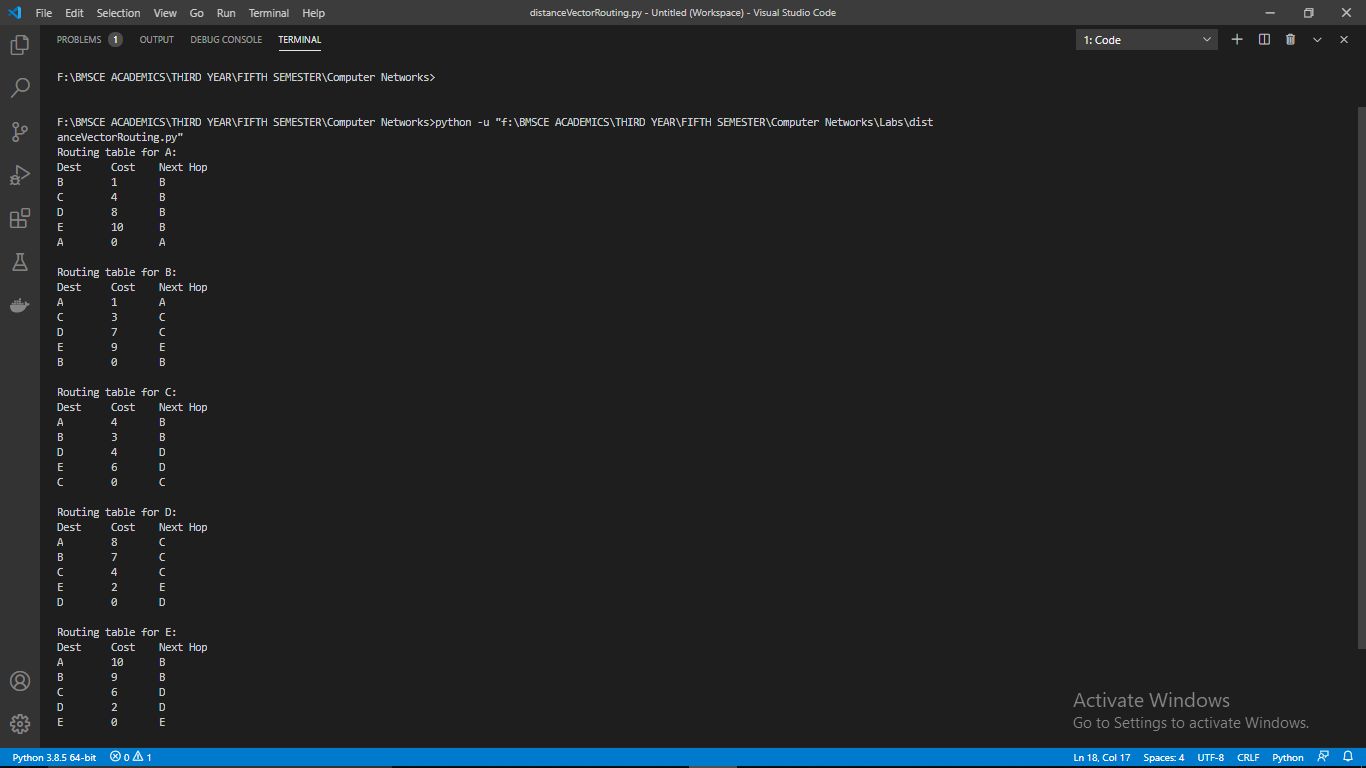 File Edit Selection View Go Run Terminal Help distanceVectorRouting.py - Untitled (Workspace) - Visual Studio Code
PROBLEMS 1 OUTPUT DEBUG CONSOLE TERMINAL 1: Code
F:\BMSCE ACADEMICS\THIRD YEAR\FIFTH SEMESTER\Computer Networks>
F:\BMSCE ACADEMICS\THIRD YEAR\FIFTH SEMESTER\Computer Networks>python -u "f:\BMSCE ACADEMICS\THIRD YEAR\FIFTH SEMESTER\Computer Networks\Labs\dist
anceVectorRouting.py"
Routing table for A:
Dest Cost Next Hop
B 1 B
C 4 B
D 8 B
E 10 B
A 0 A
Routing table for B:
Dest Cost Next Hop
A 1 A
C 3 C
D 7 C
E 9 E
B 0 B
Routing table for C:
Dest Cost Next Hop
A 4 B
B 3 B
D 4 D
E 6 D
C 0 C
Routing table for D:
Dest Cost Next Hop
A 8 C
B 7 C
C 4 C
E 2 E
D 0 D
Routing table for E:
Dest Cost Next Hop
A 10 B
B 9 B
C 6 D
D 2 D
E 0 E
Activate Windows
Go to Settings to activate Windows.
Python 3.8.5 64-bit 0 1 Ln 18, Col 17 Spaces: 4 UTF-8 CRLF Python